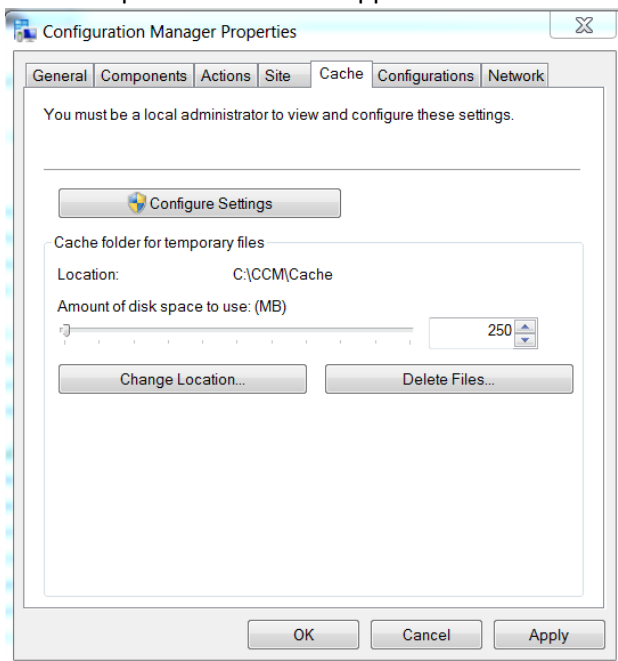 Configuration Manager Properties
General Components Actions Site Cache Configurations Network
You must be a local administrator to view and configure these settings.
Configure Settings
Cache folder for temporary files
Location: C:\CCM\Cache
Amount of disk space to use: (MB)
250
Change Location... Delete Files...
OK Cancel Apply